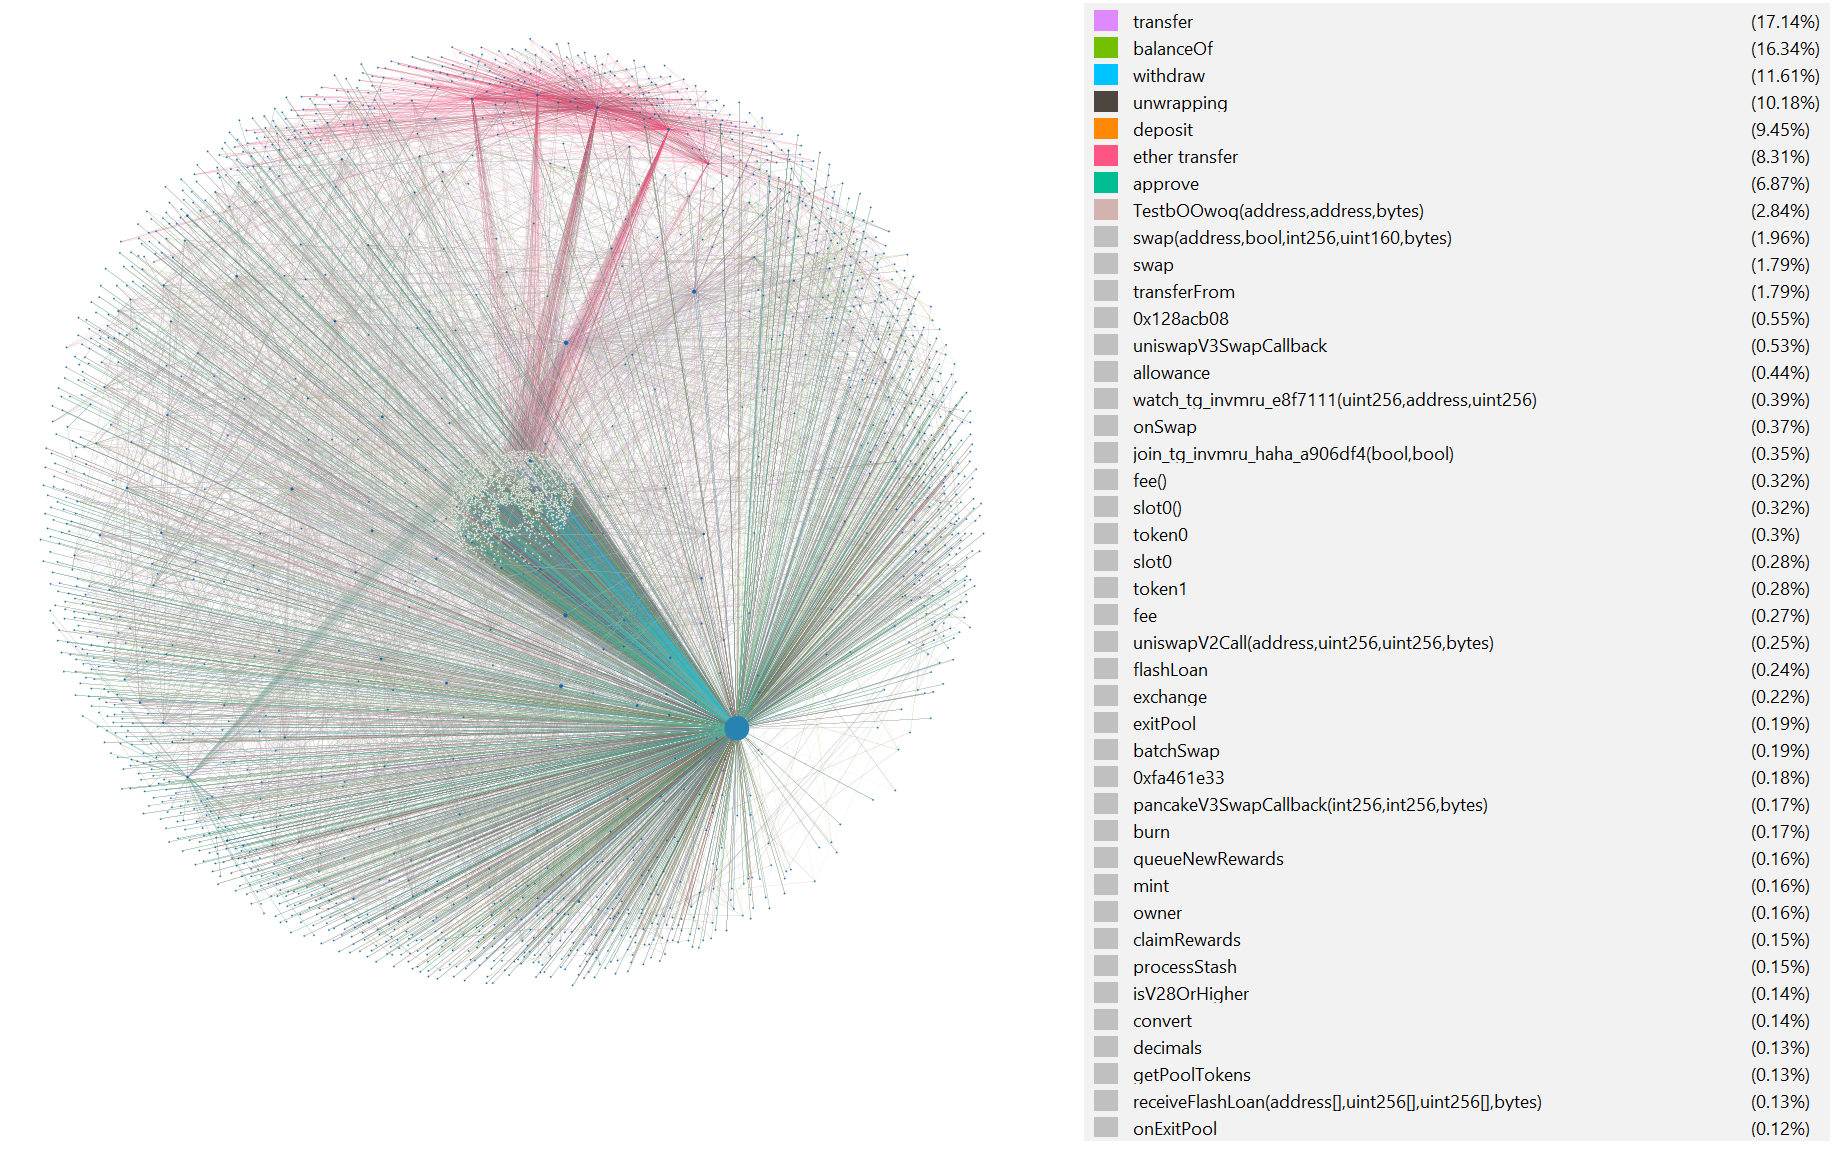 transfer (17.14%)
balanceOf (16.34%)
withdraw (11.61%)
unwrapping (10.18%)
deposit (9.45%)
ether transfer (8.31%)
approve (6.87%)
TestbOOwoq(address,address,bytes) (2.84%)
swap(address,bool,int256,uint160,bytes) (1.96%)
swap (1.79%)
transferFrom (1.79%)
0x128acb08 (0.55%)
uniswapV3SwapCallback (0.53%)
allowance (0.44%)
watch_tg_invmru_e8f7111(uint256,address,uint256) (0.39%)
onSwap (0.37%)
join_tg_invmru_haha_a906df4(bool,bool) (0.35%)
fee() (0.32%)
slot0() (0.32%)
token0 (0.3%)
slot0 (0.28%)
token1 (0.28%)
fee (0.27%)
uniswapV2Call(address,uint256,uint256,bytes) (0.25%)
flashLoan (0.24%)
exchange (0.22%)
exitPool (0.19%)
batchSwap (0.19%)
0xfa461e33 (0.18%)
pancakeV3SwapCallback(int256,int256,bytes) (0.17%)
burn (0.17%)
queueNewRewards (0.16%)
mint (0.16%)
owner (0.16%)
claimRewards (0.15%)
processStash (0.15%)
isV28OrHigher (0.14%)
convert (0.14%)
decimals (0.13%)
getPoolTokens (0.13%)
receiveFlashLoan(address[],uint256[],uint256[],bytes) (0.13%)
onExitPool (0.12%)